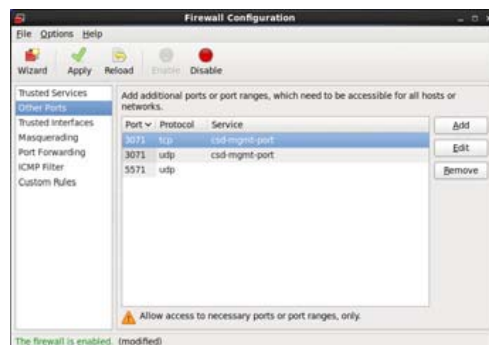 Firewall Configuration
File Options Help
Wizard Apply Reload Enable Disable
Trusted Services
Other Ports
Trusted Interfaces
Masquerading
Port Forwarding
ICMP Filter
Custom Rules
Add additional ports or port ranges, which need to be accessible for all hosts or
networks.
Port Protocol Service
3071 tcp csd-mgmt-port
3071 udp csd-mgmt-port
5571 udp
Add
Edit
Remove
Allow access to necessary ports or port ranges, only.
The firewall is enabled. (modified)